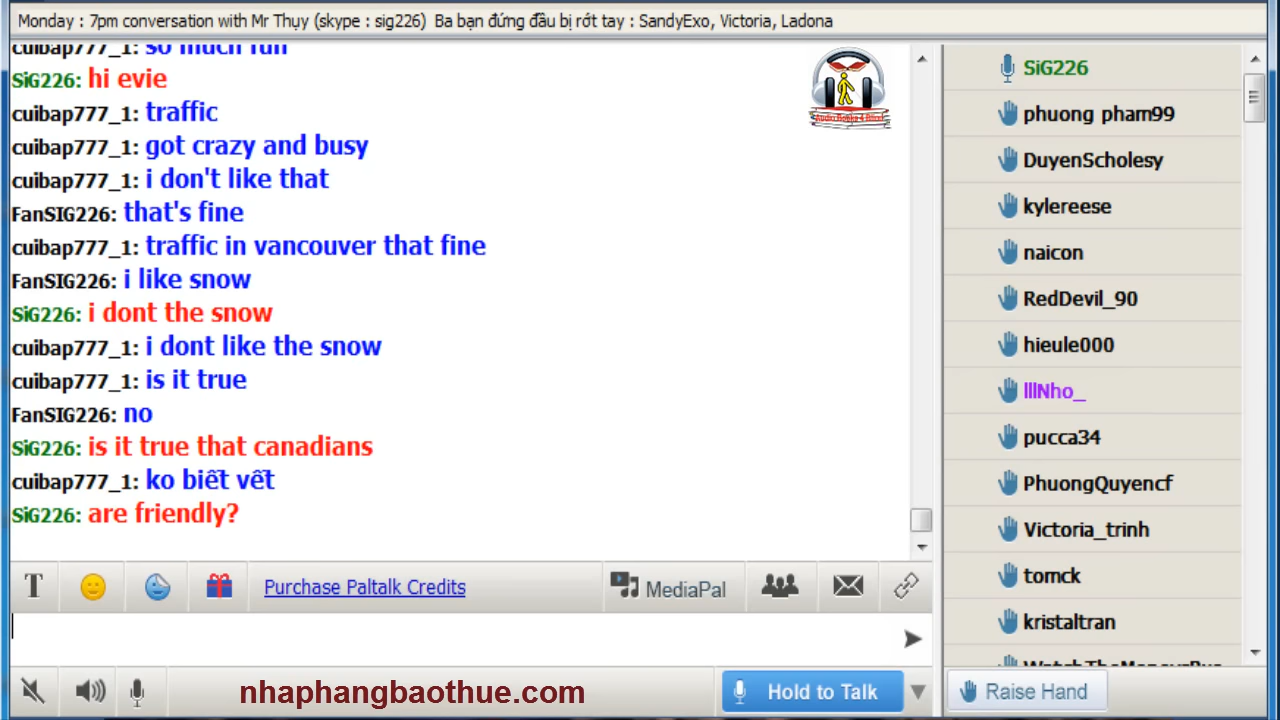 Monday : 7pm conversation with Mr Thụy (skype : sig226) Ba bạn đứng đầu bị rớt tay : SandyExo, Victoria, Ladona
cuibap777_1: so much fun
SiG226: hi evie
cuibap777_1: traffic
cuibap777_1: got crazy and busy
cuibap777_1: i don't like that
FanSIG226: that's fine
cuibap777_1: traffic in vancouver that fine
FanSIG226: i like snow
SiG226: i dont the snow
cuibap777_1: i dont like the snow
cuibap777_1: is it true
FanSIG226: no
SiG226: is it true that canadians
cuibap777_1: ko biết vết
SiG226: are friendly?
SiG226
phuong pham99
DuyenScholesy
kylereese
naicon
RedDevil_90
hieule000
lllNho_
pucca34
PhuongQuyencf
Victoria_trinh
tomck
kristaltran
T
Purchase Paltalk Credits
MediaPal
nhaphangbaothue.com
Hold to Talk
Raise Hand